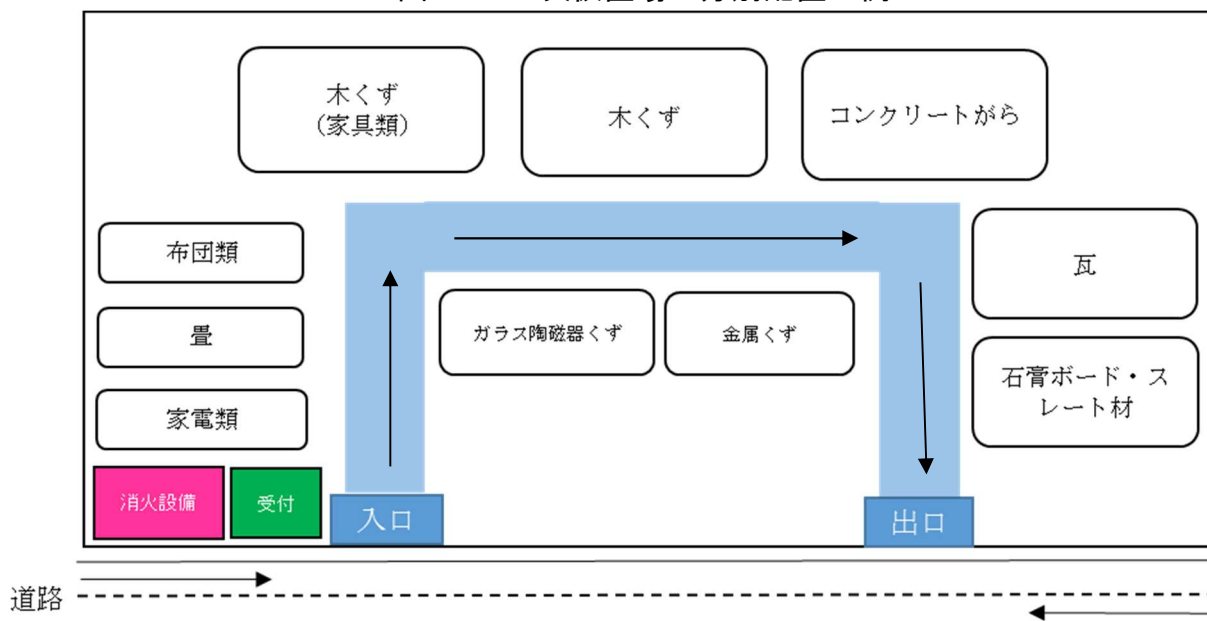 木くず
(家具類)
木くず
コンクリートがら
布団類
畳
家電類
ガラス陶磁器くず
金属くず
瓦
石膏ボード・ス
レート材
消火設備
受付
入口
出口
道路